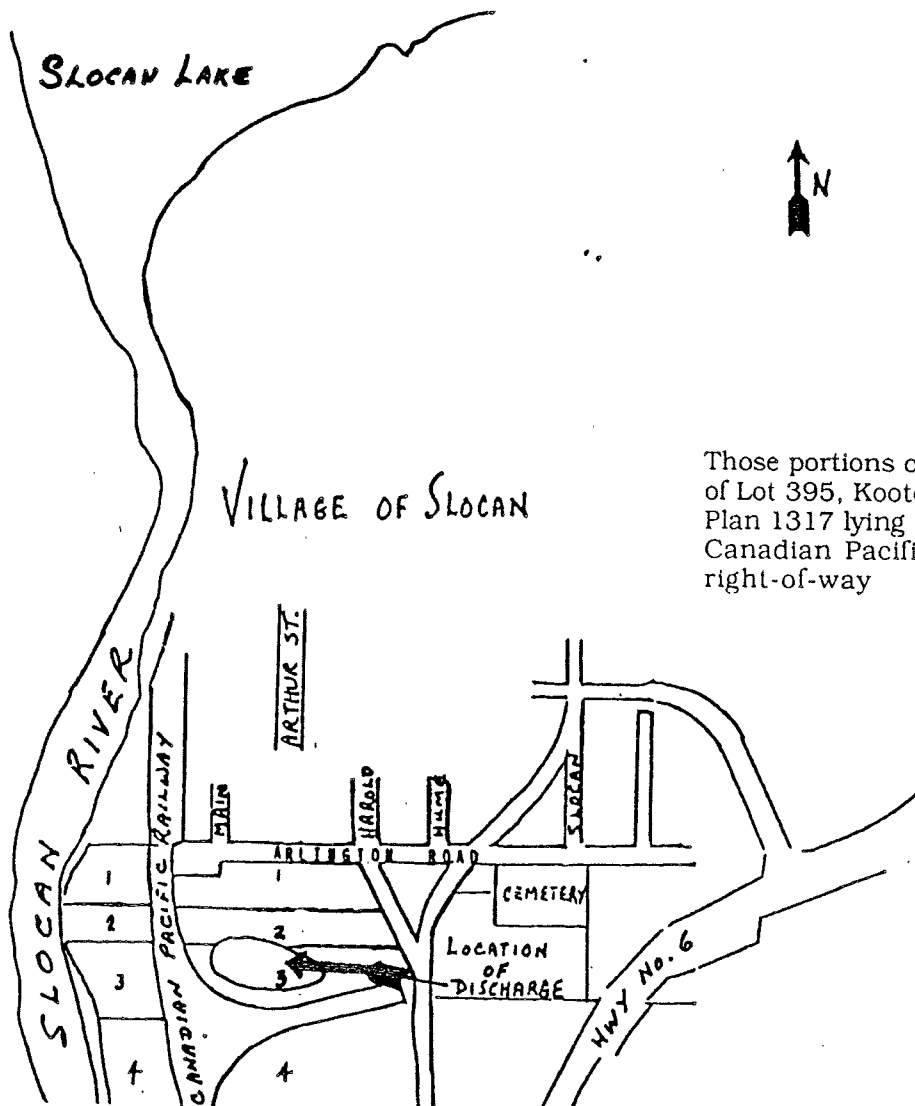 SLOCAN LAKE
N
VILLAGE OF SLOCAN
Those portions
of Lot 395,
Plan 1317 lying
Canadian
right-of-way
SLOCAN RIVER
CANADIAN PACIFIC RAILWAY
ARTHUR ST.
MAIN
HAROLD
HUME
SLOCAN
ARLINGTON ROAD
1
1
CEMETERY
2
2
LOCATION
OF
DISCHARGE
3
3
HWY NO. 6
4
4